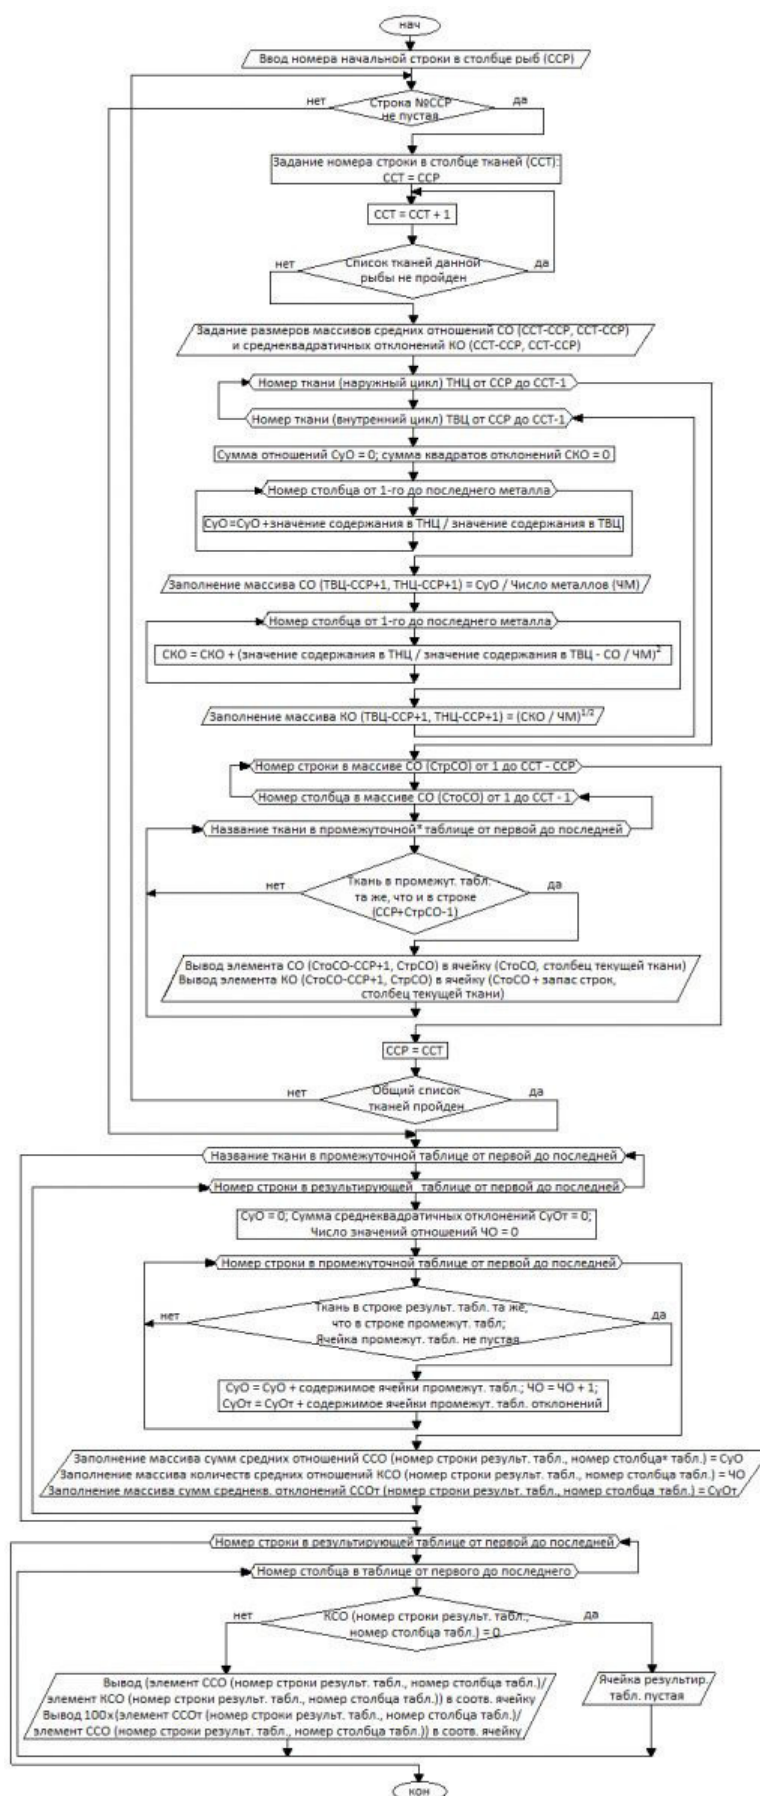 нач
Ввод номера начальной строки в столбце рыб (ССР)
нет
Строка №ССР
не пустая
да
Задание номера строки в столбце тканей (ССТ):
ССТ = ССР
ССТ = ССТ + 1
нет
Список тканей данной
рыбы не пройден
да
Задание размеров массивов средних отношений СО (ССТ-ССР, ССТ-ССР)
и среднеквадратичных отклонений КО (ССТ-ССР, ССТ-ССР)
Номер ткани (наружный цикл) ТНЦ от ССР до ССТ-1
Номер ткани (внутренний цикл) ТВЦ от ССР до ССТ-1
Сумма отношений СуО = 0; сумма квадратов отклонений СКО = 0
Номер столбца от 1-го до последнего металла
СуО=СуО +значение содержания в ТНЦ / значение содержания в ТВЦ
Заполнение массива СО (ТВЦ-ССР+1, ТНЦ-ССР+1) = СуО / Число металлов (ЧМ)
Номер столбца от 1-го до последнего металла
СКО = СКО + (значение содержания в ТНЦ / значение содержания в ТВЦ - СО / ЧМ)²
Заполнение массива КО (ТВЦ-ССР+1, ТНЦ-ССР+1) = (СКО / ЧМ)^1/2
Номер строки в массиве СО (СтрСО) от 1 до ССТ - ССР
Номер столбца в массиве СО (СтоСО) от 1 до ССТ - 1
Название ткани в промежуточной* таблице от первой до последней
нет
Ткань в промежут. табл.
та же, что и в строке
(ССР+СтрСО-1)
да
Вывод элемента СО (СтоСО-ССР+1, СтрСО) в ячейку (СтоСО, столбец текущей ткани)
Вывод элемента КО (СтоСО-ССР+1, СтрСО) в ячейку (СтоСО + запас строк,
столбец текущей ткани)
ССР = ССТ
нет
Общий список
тканей пройден
да
Название ткани в промежуточной таблице от первой до последней
Номер строки в результирующей таблице от первой до последней
СуО = 0; Сумма среднеквадратичных отклонений СуОт = 0;
Число значений отношений ЧО = 0
Номер строки в промежуточной таблице от первой до последней
нет
Ткань в строке результ. табл. та же,
что в строке промежут. табл;
Ячейка промежут. табл. не пустая
да
СуО = СуО + содержимое ячейки промежут. табл.; ЧО = ЧО + 1;
СуОт = СуОт + содержимое ячейки промежут. табл. отклонений
Заполнение массива сумм средних отношений ССО (номер строки результ. табл., номер столбца* табл.) = СуО
Заполнение массива количеств средних отношений КСО (номер строки результ. табл., номер столбца табл.) = ЧО
Заполнение массива сумм среднекв. отклонений ССОт (номер строки результ. табл., номер столбца табл.) = СуОт
Номер строки в результирующей таблице от первой до последней
Номер столбца в таблице от первого до последнего
нет
КСО (номер строки результ. табл.,
номер столбца табл.) = 0
да
Вывод (элемент ССО (номер строки результ. табл., номер столбца табл.)/
элемент КСО (номер строки результ. табл., номер столбца табл.)) в соотв. ячейку
Вывод 100х(элемент ССОт (номер строки результ. табл., номер столбца табл.)/
элемент ССО (номер строки результ. табл., номер столбца табл.)) в соотв. ячейку
Ячейка результир.
табл. пустая
кон